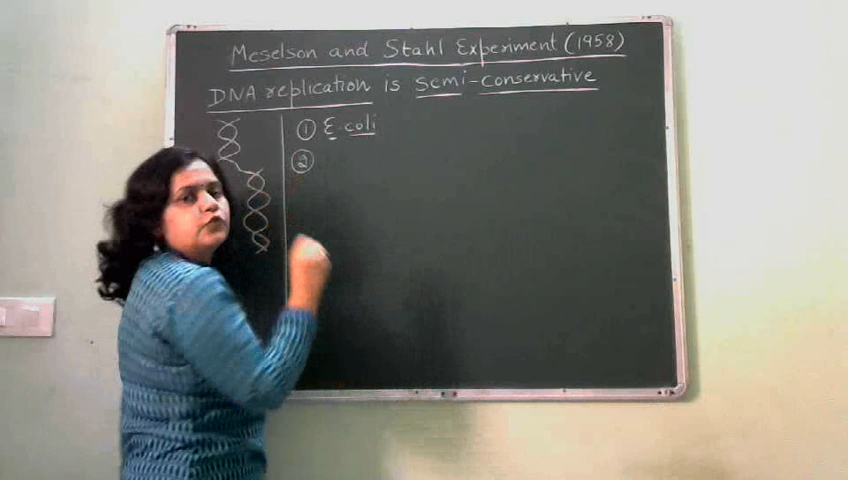 Meselson and Stahl Experiment (1958)
DNA replication is Semi-Conservative
① E.coli
②